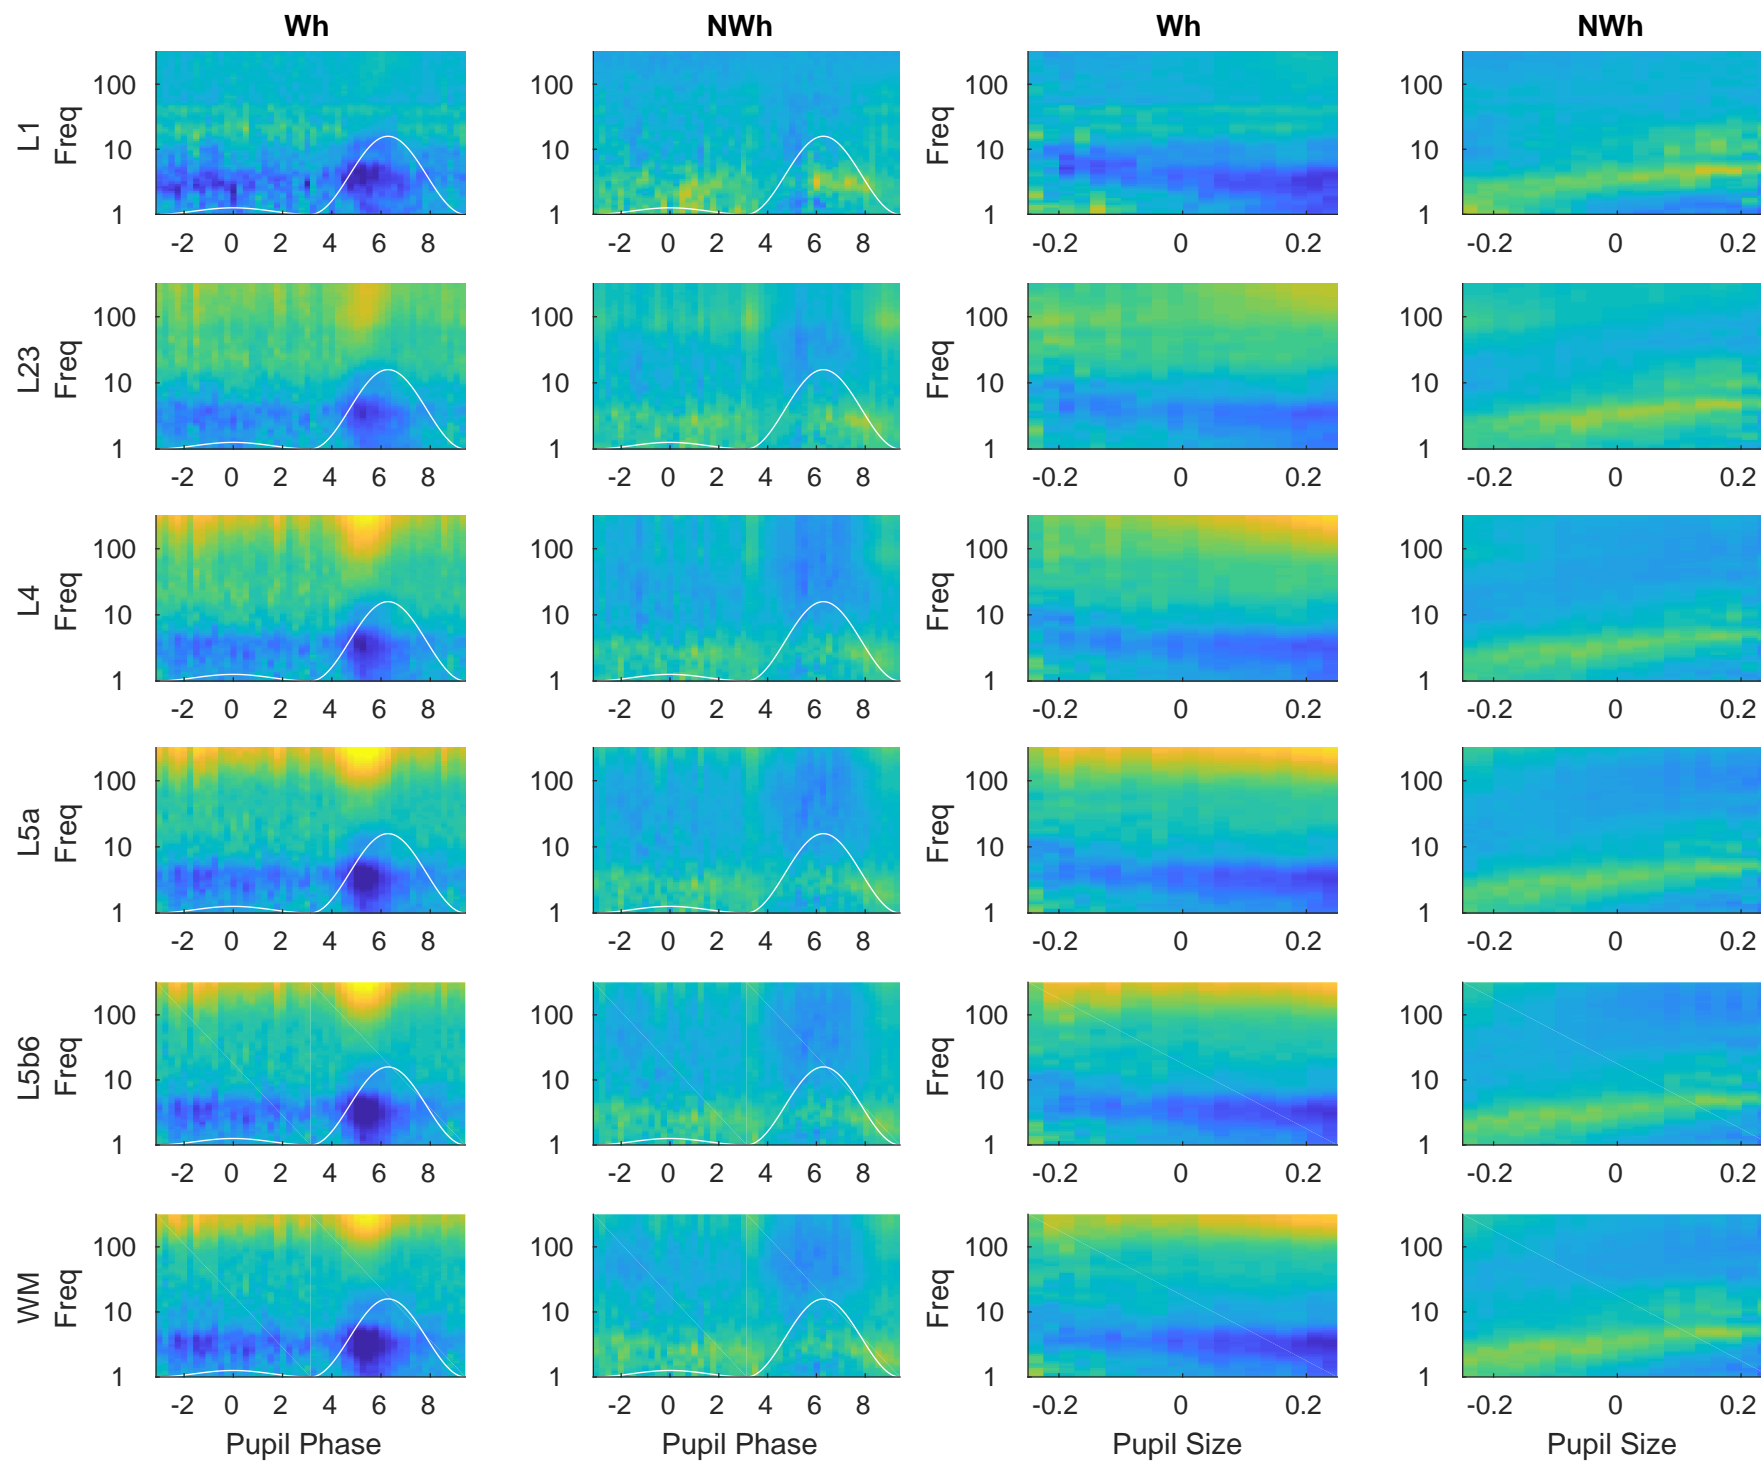 Wh NWh Wh NWh
L1 Freq 100 10 1 100 10 1 Freq 100 10 1 100 10 1
-2 0 2 4 6 8 -2 0 2 4 6 8 -0.2 0 0.2 -0.2 0 0.2
L23 Freq 100 10 1 100 10 1 Freq 100 10 1 100 10 1
-2 0 2 4 6 8 -2 0 2 4 6 8 -0.2 0 0.2 -0.2 0 0.2
L4 Freq 100 10 1 100 10 1 Freq 100 10 1 100 10 1
-2 0 2 4 6 8 -2 0 2 4 6 8 -0.2 0 0.2 -0.2 0 0.2
L5a Freq 100 10 1 100 10 1 Freq 100 10 1 100 10 1
-2 0 2 4 6 8 -2 0 2 4 6 8 -0.2 0 0.2 -0.2 0 0.2
L5b6 Freq 100 10 1 100 10 1 Freq 100 10 1 100 10 1
-2 0 2 4 6 8 -2 0 2 4 6 8 -0.2 0 0.2 -0.2 0 0.2
WM Freq 100 10 1 100 10 1 Freq 100 10 1 100 10 1
-2 0 2 4 6 8 -2 0 2 4 6 8 -0.2 0 0.2 -0.2 0 0.2
Pupil Phase Pupil Phase Pupil Size Pupil Size